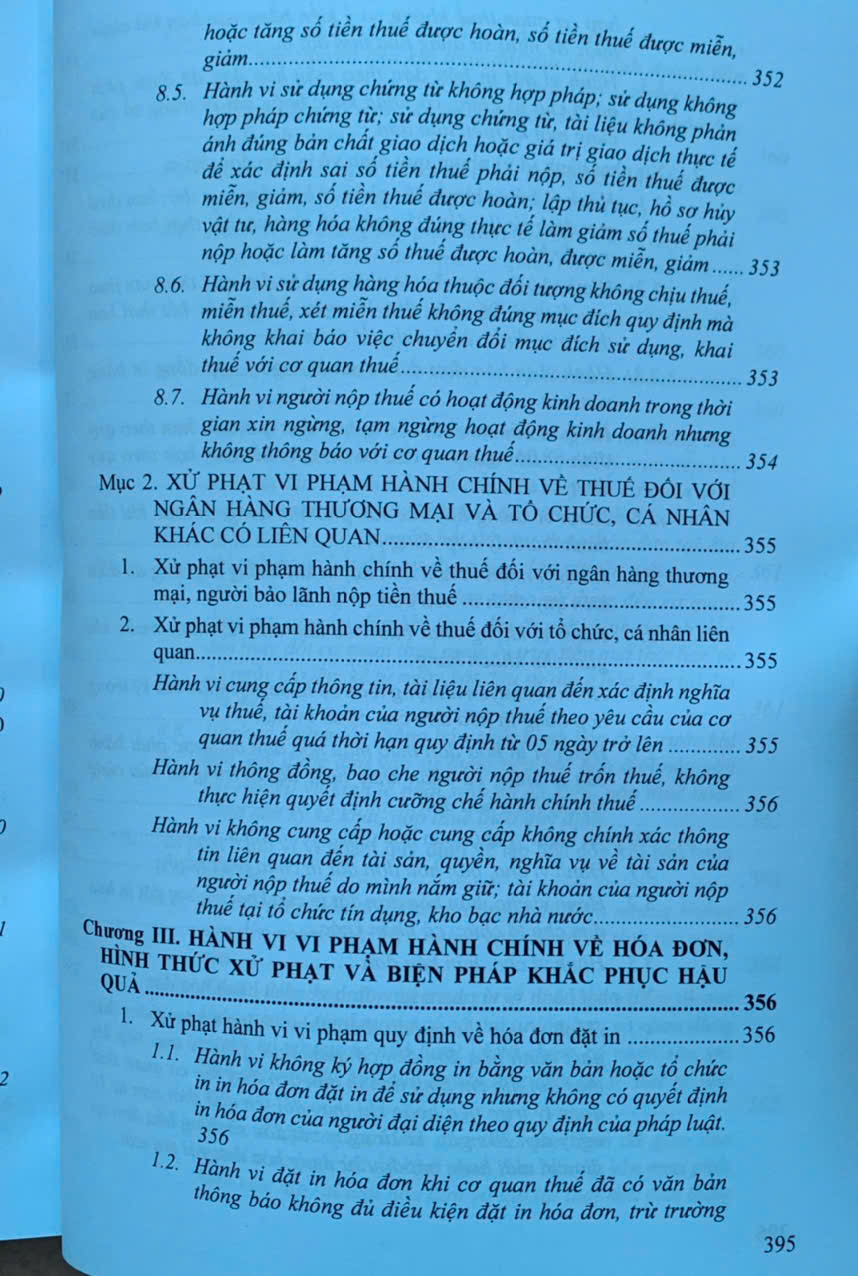 hoặc tăng số tiền thuế được hoàn, số tiền thuế được miễn,
giảm.......... 352
8.5. Hành vi sử dụng chứng từ không hợp pháp; sử dụng không
hợp pháp chứng từ; sử dụng chứng từ, tài liệu không phản
ánh đúng bản chất giao dịch hoặc giá trị giao dịch thực tế
để xác định sai số tiền thuế phải nộp, số tiền thuế được
miễn, giảm, số tiền thuế được hoàn; lập thủ tục, hồ sơ hủy
vật tư, hàng hóa không đúng thực tế làm giảm số thuế phải
nộp hoặc làm tăng số thuế được hoàn, được miễn, giảm ...... 353
8.6. Hành vi sử dụng hàng hóa thuộc đối tượng không chịu thuế,
miễn thuế, xét miễn thuế không đúng mục đích quy định mà
không khai báo việc chuyển đổi mục đích sử dụng, khai
thuế với cơ quan thuế.......... 353
8.7. Hành vi người nộp thuế có hoạt động kinh doanh trong thời
gian xin ngừng, tạm ngừng hoạt động kinh doanh nhưng
không thông báo với cơ quan thuế.......... 354
Mục 2. XỬ PHẠT VI PHẠM HÀNH CHÍNH VỀ THUẾ ĐỐI VỚI
NGÂN HÀNG THƯƠNG MẠI VÀ TỔ CHỨC, CÁ NHÂN
KHÁC CÓ LIÊN QUAN.......... 355
1. Xử phạt vi phạm hành chính về thuế đối với ngân hàng thương
mại, người bảo lãnh nộp tiền thuế .......... 355
2. Xử phạt vi phạm hành chính về thuế đối với tổ chức, cá nhân liên
quan.......... 355
Hành vi cung cấp thông tin, tài liệu liên quan đến xác định nghĩa
vụ thuế, tài khoản của người nộp thuế theo yêu cầu của cơ
quan thuế quá thời hạn quy định từ 05 ngày trở lên .......... 355
Hành vi thông đồng, bao che người nộp thuế trốn thuế, không
thực hiện quyết định cưỡng chế hành chính thuế .......... 356
Hành vi không cung cấp hoặc cung cấp không chính xác thông
tin liên quan đến tài sản, quyền, nghĩa vụ về tài sản của
người nộp thuế do mình nắm giữ; tài khoản của người nộp
thuế tại tổ chức tín dụng, kho bạc nhà nước.......... 356
Chương III. HÀNH VI VI PHẠM HÀNH CHÍNH VỀ HÓA ĐƠN,
HÌNH THỨC XỬ PHẠT VÀ BIỆN PHÁP KHẮC PHỤC HẬU
QUẢ .......... 356
1. Xử phạt hành vi vi phạm quy định về hóa đơn đặt in .......... 356
1.1. Hành vi không ký hợp đồng in bằng văn bản hoặc tổ chức
in in hóa đơn đặt in để sử dụng nhưng không có quyết định
in hóa đơn của người đại diện theo quy định của pháp luật.
356
1.2. Hành vi đặt in hóa đơn khi cơ quan thuế đã có văn bản
thông báo không đủ điều kiện đặt in hóa đơn, trừ trường
395